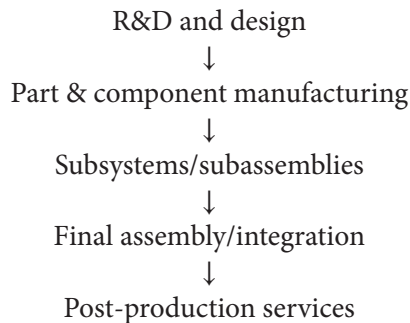 R&D and design
↓
Part & component manufacturing
↓
Subsystems/subassemblies
↓
Final assembly/integration
↓
Post-production services